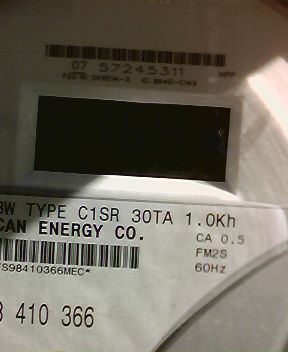 07 57245311
3W TYPE C1SR 30TA 1.0Kh
CAN ENERGY CO.
CA 0.5
FM2S
60Hz
S98410366MEC*
3 410 366